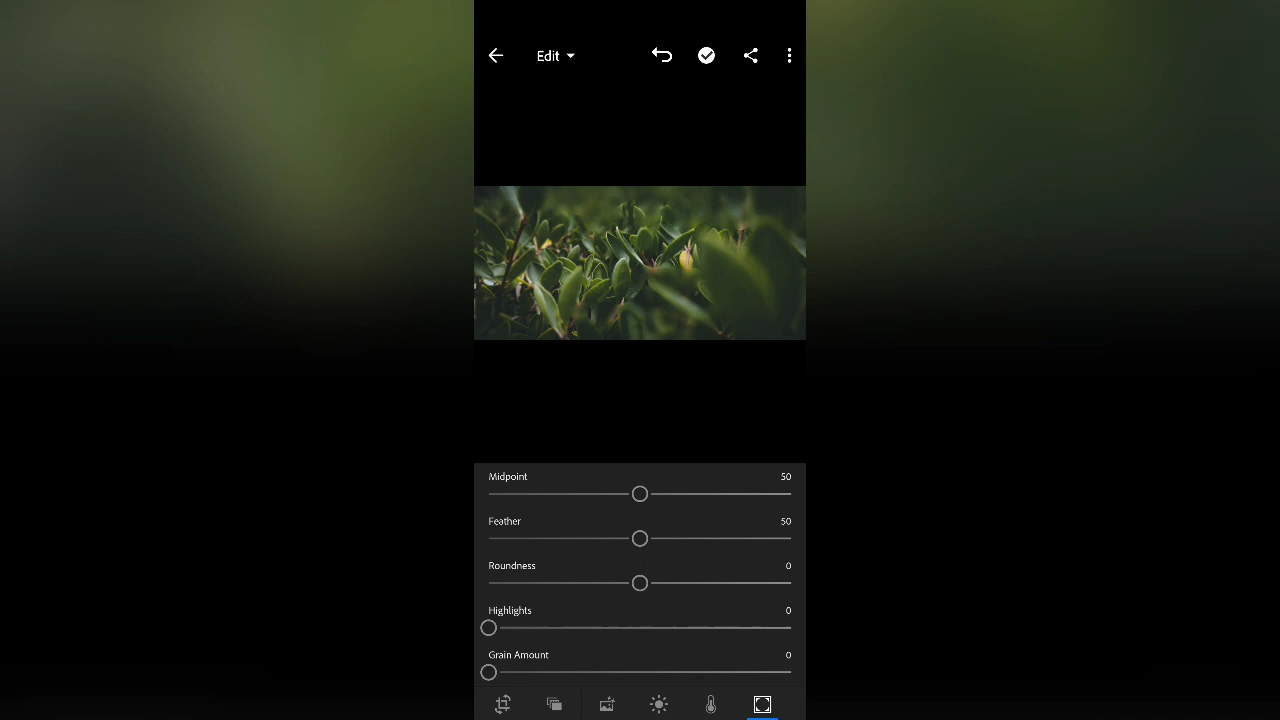 Edit
Midpoint 50
Feather 50
Roundness 0
Highlights 0
Grain Amount 0